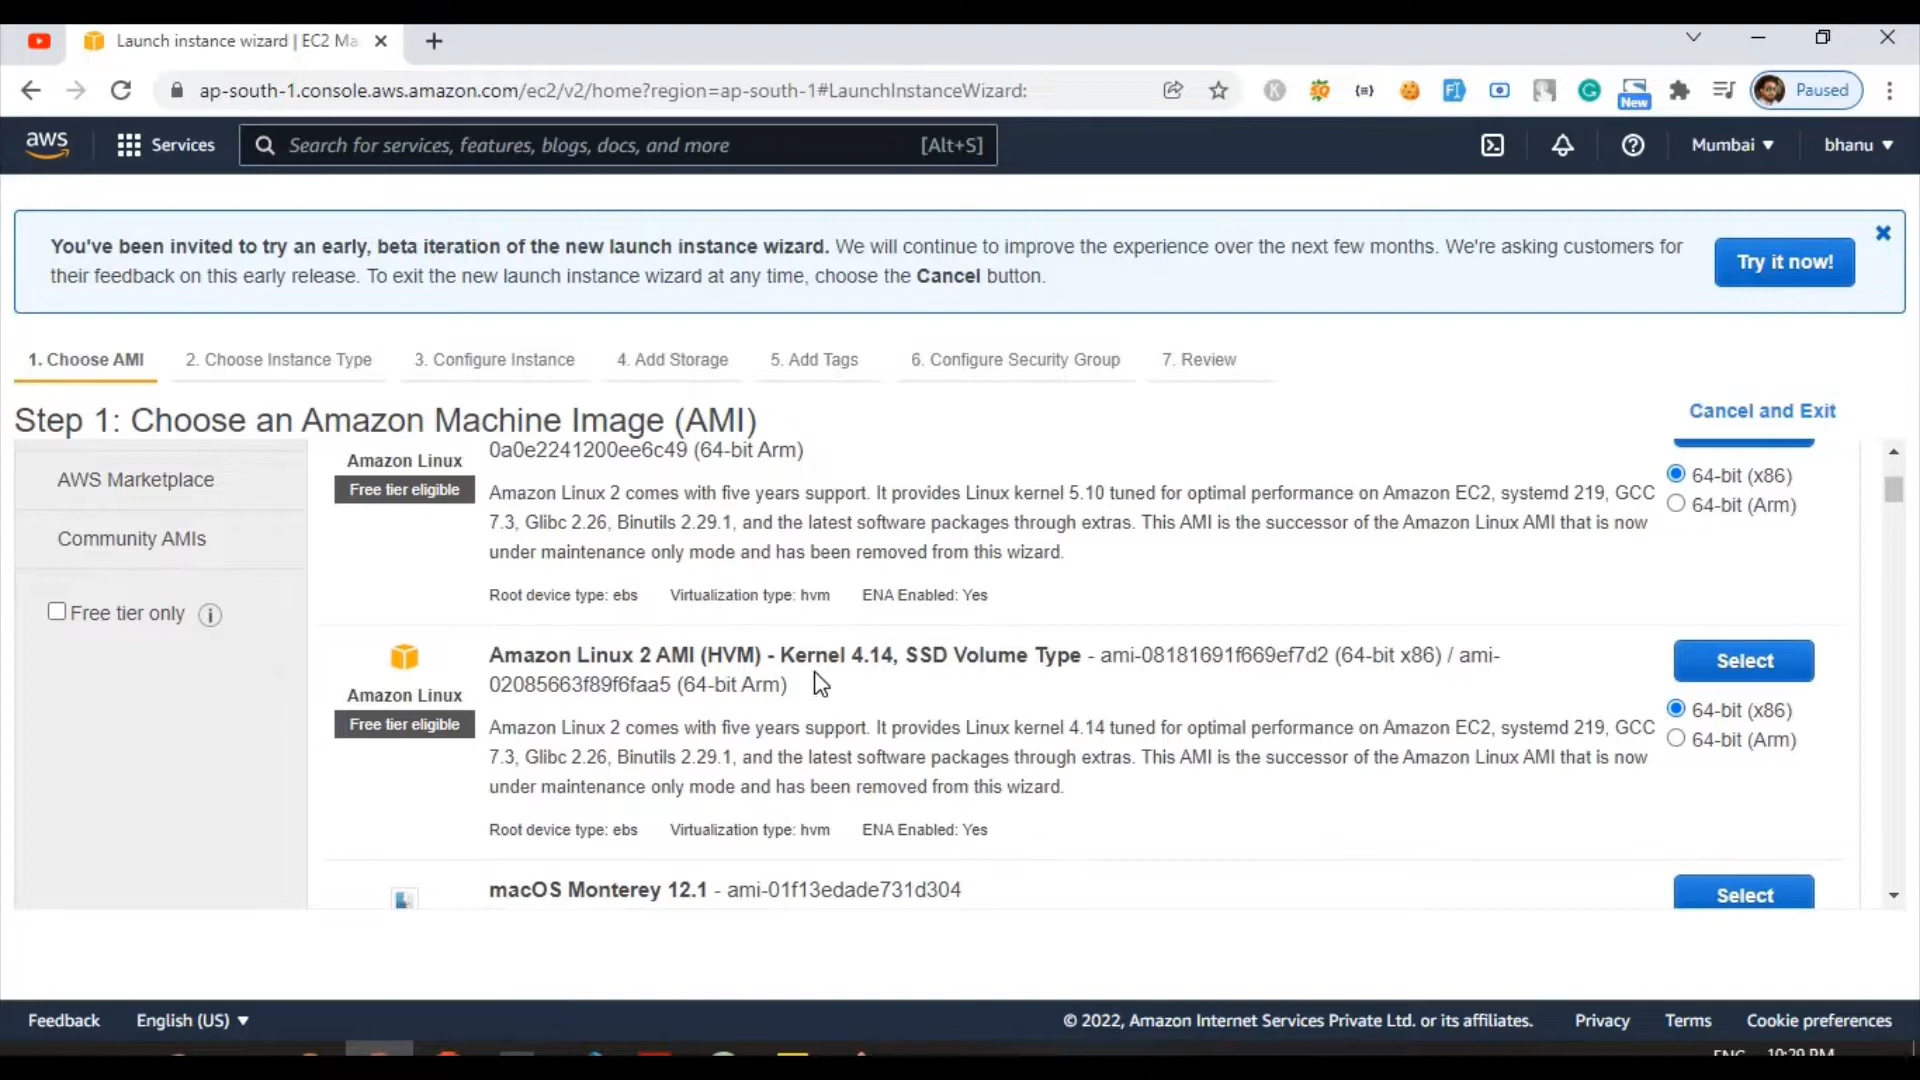 Launch instance wizard | EC2 Ma
ap-south-1.console.aws.amazon.com/ec2/v2/home?region=ap-south-1#LaunchInstanceWizard:
New
Paused
aws
Services
Search for services, features, blogs, docs, and more
[Alt+S]
Mumbai
bhanu
You've been invited to try an early, beta iteration of the new launch instance wizard. We will continue to improve the experience over the next few months. We're asking customers for
their feedback on this early release. To exit the new launch instance wizard at any time, choose the Cancel button.
Try it now!
1. Choose AMI
2. Choose Instance Type
3. Configure Instance
4. Add Storage
5. Add Tags
6. Configure Security Group
7. Review
Step 1: Choose an Amazon Machine Image (AMI)
Cancel and Exit
AWS Marketplace
Community AMIs
Free tier only
Amazon Linux
Free tier eligible
0a0e2241200ee6c49 (64-bit Arm)
Amazon Linux 2 comes with five years support. It provides Linux kernel 5.10 tuned for optimal performance on Amazon EC2, systemd 219, GCC
7.3, Glibc 2.26, Binutils 2.29.1, and the latest software packages through extras. This AMI is the successor of the Amazon Linux AMI that is now
under maintenance only mode and has been removed from this wizard.
Root device type: ebs
Virtualization type: hvm
ENA Enabled: Yes
64-bit (x86)
64-bit (Arm)
Amazon Linux
Free tier eligible
Amazon Linux 2 AMI (HVM) - Kernel 4.14, SSD Volume Type - ami-08181691f669ef7d2 (64-bit x86) / ami-
02085663f89f6faa5 (64-bit Arm)
Amazon Linux 2 comes with five years support. It provides Linux kernel 4.14 tuned for optimal performance on Amazon EC2, systemd 219, GCC
7.3, Glibc 2.26, Binutils 2.29.1, and the latest software packages through extras. This AMI is the successor of the Amazon Linux AMI that is now
under maintenance only mode and has been removed from this wizard.
Root device type: ebs
Virtualization type: hvm
ENA Enabled: Yes
Select
64-bit (x86)
64-bit (Arm)
macOS Monterey 12.1 - ami-01f13edade731d304
Select
Feedback
English (US)
© 2022, Amazon Internet Services Private Ltd. or its affiliates.
Privacy
Terms
Cookie preferences
ENG
10:29 PM